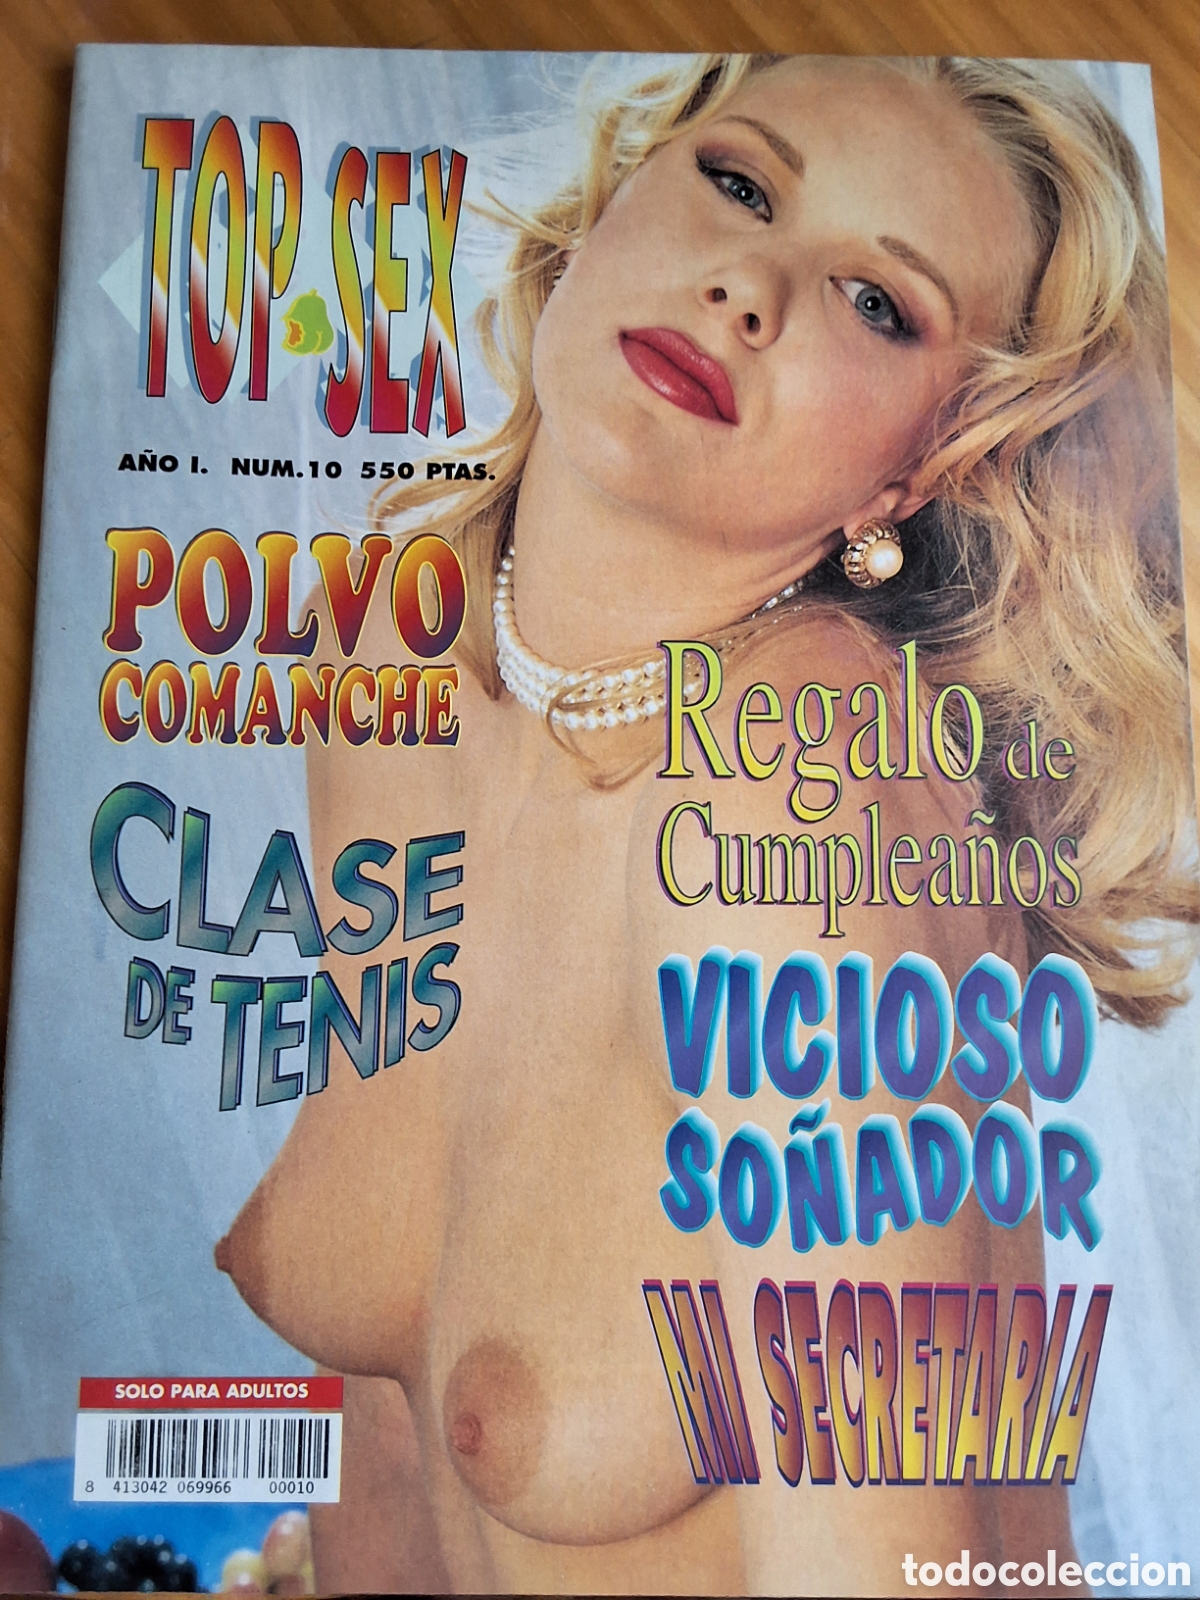 TOP SEX
AÑO I. NUM.10 550 PTAS.
POLVO
COMANCHE
CLASE
DE TENIS
Regalo de
Cumpleaños
VICIOSO
SOÑADOR
MI SECRETARIA
SOLO PARA ADULTOS
8 413042 069966 00010
todocoleccion